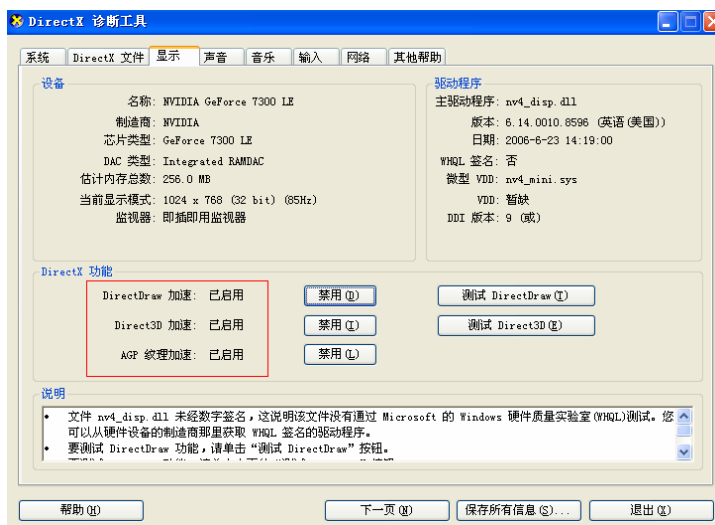 DirectX 诊断工具
系统 DirectX 文件 显示 声音 音乐 输入 网络 其他帮助
设备
名称: NVIDIA GeForce 7300 LE
制造商: NVIDIA
芯片类型: GeForce 7300 LE
DAC 类型: Integrated RAMDAC
估计内存总数: 256.0 MB
当前显示模式: 1024 x 768 (32 bit) (85Hz)
监视器: 即插即用监视器
驱动程序
主驱动程序: nv4_disp.dll
版本: 6.14.0010.8596 (英语(美国))
日期: 2006-6-23 14:19:00
WHQL 签名: 否
微型 VDD: nv4_mini.sys
VDD: 暂缺
DDI 版本: 9 (或)
DirectX 功能
DirectDraw 加速: 已启用 禁用(D) 测试 DirectDraw(T)
Direct3D 加速: 已启用 禁用(I) 测试 Direct3D(E)
AGP 纹理加速: 已启用 禁用(L)
说明
• 文件 nv4_disp.dll 未经数字签名，这说明该文件没有通过 Microsoft 的 Windows 硬件质量实验室(WHQL)测试。您
可以从硬件设备的制造商那里获取 WHQL 签名的驱动程序。
• 要测试 DirectDraw 功能，请单击“测试 DirectDraw”按钮。
帮助(H) 下一页(N) 保存所有信息(S)... 退出(X)